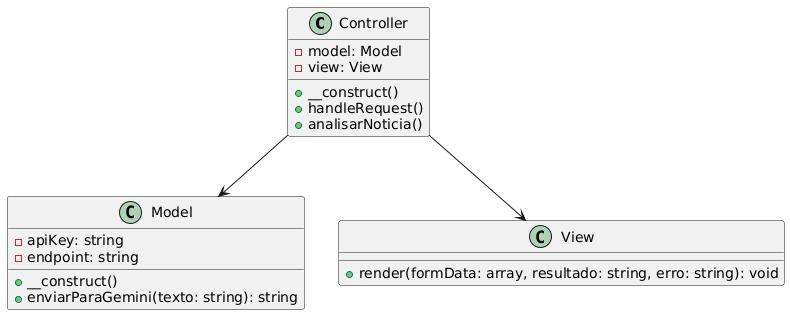 C Controller
model: Model
view: View
__construct()
handleRequest()
analisarNoticia()
C Model
apiKey: string
endpoint: string
__construct()
enviarParaGemini(texto: string): string
C View
render(formData: array, resultado: string, erro: string): void